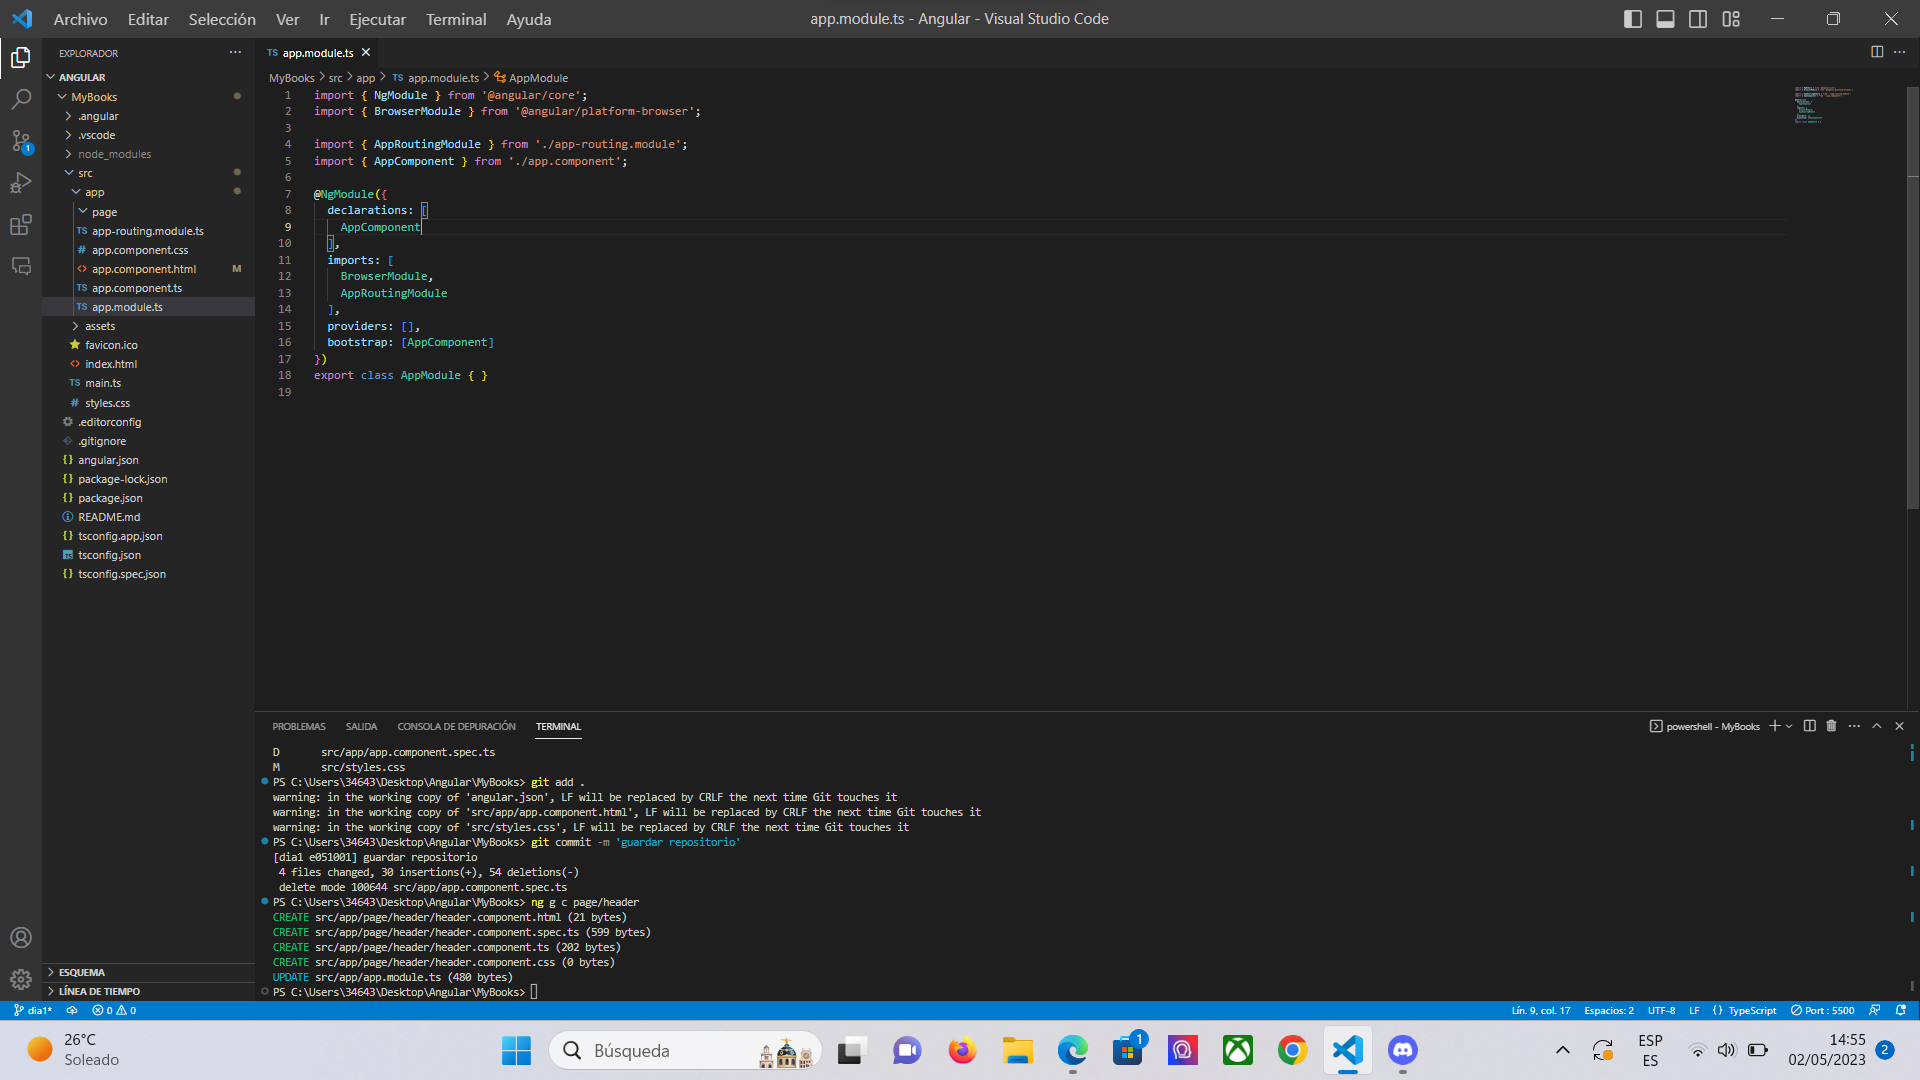 Archivo Editar Selección Ver Ir Ejecutar Terminal Ayuda
app.module.ts - Angular - Visual Studio Code
EXPLORADOR
ANGULAR
MyBooks
.angular
.vscode
node_modules
src
app
page
TS app-routing.module.ts
# app.component.css
<> app.component.html M
TS app.component.ts
TS app.module.ts
assets
favicon.ico
<> index.html
TS main.ts
# styles.css
.editorconfig
.gitignore
{} angular.json
{} package-lock.json
{} package.json
README.md
{} tsconfig.app.json
TS tsconfig.json
{} tsconfig.spec.json
ESQUEMA
LÍNEA DE TIEMPO
1
TS app.module.ts
MyBooks > src > app > TS app.module.ts > AppModule
1 import { NgModule } from '@angular/core';
2 import { BrowserModule } from '@angular/platform-browser';
3
4 import { AppRoutingModule } from './app-routing.module';
5 import { AppComponent } from './app.component';
6
7 @NgModule({
8 declarations: [
9 AppComponent
10 ],
11 imports: [
12 BrowserModule,
13 AppRoutingModule
14 ],
15 providers: [],
16 bootstrap: [AppComponent]
17 })
18 export class AppModule { }
19
PROBLEMAS SALIDA CONSOLA DE DEPURACIÓN TERMINAL
powershell - MyBooks
D src/app/app.component.spec.ts
M src/styles.css
PS C:\Users\34643\Desktop\Angular\MyBooks> git add .
warning: in the working copy of 'angular.json', LF will be replaced by CRLF the next time Git touches it
warning: in the working copy of 'src/app/app.component.html', LF will be replaced by CRLF the next time Git touches it
warning: in the working copy of 'src/styles.css', LF will be replaced by CRLF the next time Git touches it
PS C:\Users\34643\Desktop\Angular\MyBooks> git commit -m 'guardar repositorio'
[dia1 e051001] guardar repositorio
4 files changed, 30 insertions(+), 54 deletions(-)
delete mode 100644 src/app/app.component.spec.ts
PS C:\Users\34643\Desktop\Angular\MyBooks> ng g c page/header
CREATE src/app/page/header/header.component.html (21 bytes)
CREATE src/app/page/header/header.component.spec.ts (599 bytes)
CREATE src/app/page/header/header.component.ts (202 bytes)
CREATE src/app/page/header/header.component.css (0 bytes)
UPDATE src/app/app.module.ts (480 bytes)
PS C:\Users\34643\Desktop\Angular\MyBooks>
dia1* 0 0
Lín. 9, col. 17 Espacios: 2 UTF-8 LF {} TypeScript Port : 5500
26°C
Soleado
Búsqueda
1
ESP
ES
14:55
02/05/2023
2